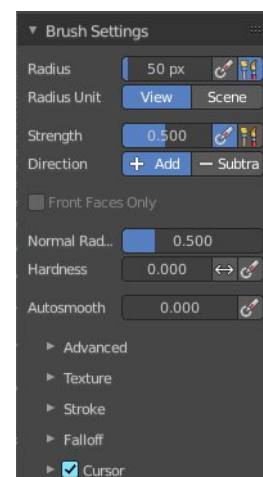 Brush Settings
Radius 50 px
Radius Unit View Scene
Strength 0.500
Direction + Add — Subtra
Front Faces Only
Normal Rad... 0.500
Hardness 0.000
Autosmooth 0.000
Advanced
Texture
Stroke
Falloff
Cursor